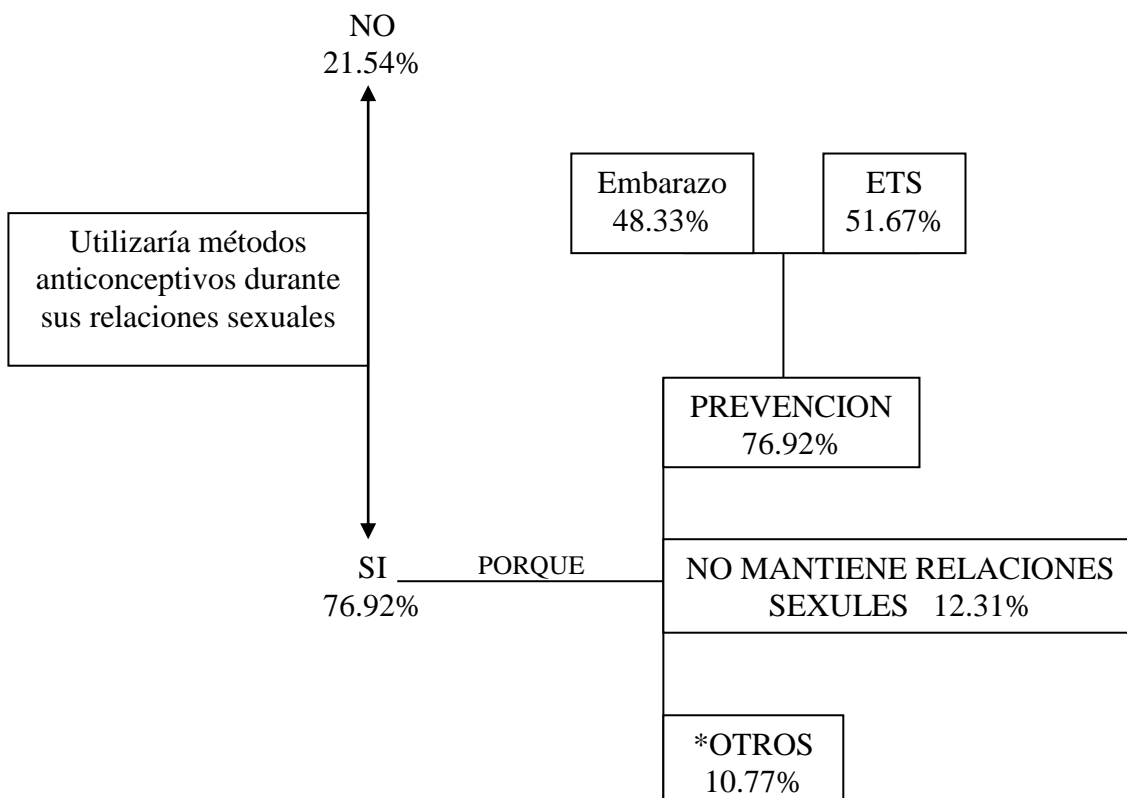 NO
21.54%
Embarazo
48.33%
ETS
51.67%
Utilizaría métodos
anticonceptivos durante
sus relaciones sexuales
PREVENCION
76.92%
SI
76.92%
PORQUE
NO MANTIENE RELACIONES
SEXULES 12.31%
*OTROS
10.77%